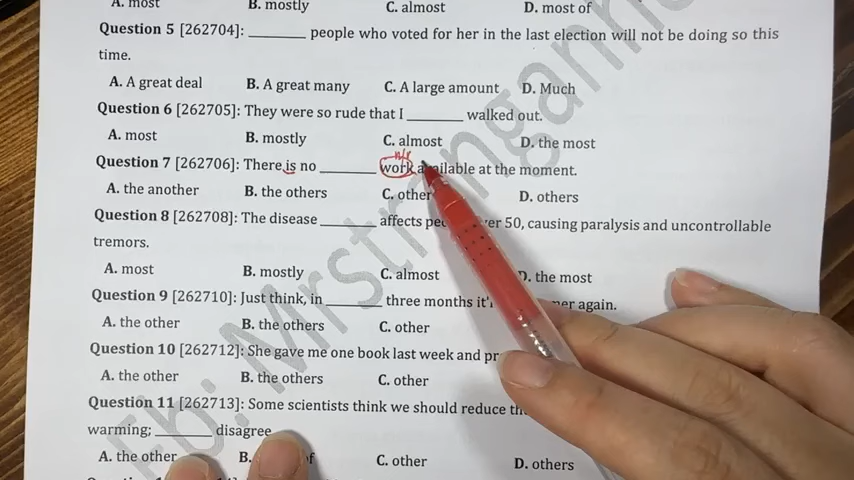 A. most B. mostly C. almost D. most of
Question 5 [262704]: ________ people who voted for her in the last election will not be doing so this
time.
A. A great deal B. A great many C. A large amount D. Much
Question 6 [262705]: They were so rude that I ________ walked out.
A. most B. mostly C. almost D. the most
Question 7 [262706]: There is no ________ work available at the moment.
A. the another B. the others C. other D. others
Question 8 [262708]: The disease ________ affects over 50, causing paralysis and uncontrollable
tremors.
A. most B. mostly C. almost D. the most
Question 9 [262710]: Just think, in ________ three months again.
A. the other B. the others C. other
Question 10 [262712]: She gave me one book last week and
A. the other B. the others C. other
Question 11 [262713]: Some scientists think we should reduce
warming; ________ disagree
A. the other B. C. other D. others